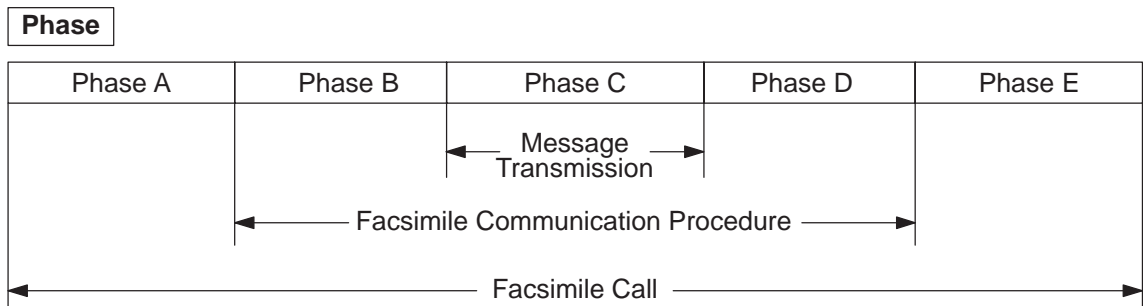 Phase
Phase A Phase B Phase C Phase D Phase E
Message
Transmission
Facsimile Communication Procedure
Facsimile Call